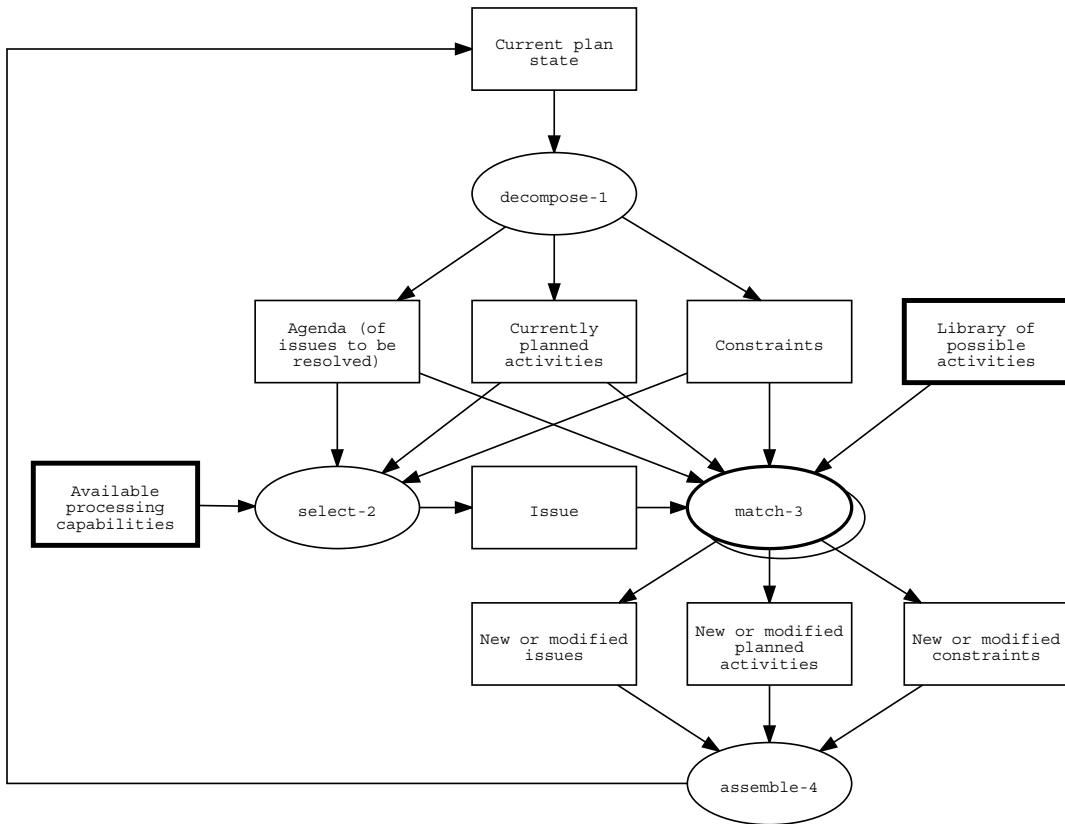 Current plan
state
decompose-1
Agenda (of
issues to be
resolved)
Currently
planned
activities
Constraints
Library of
possible
activities
Available
processing
capabilities
select-2
Issue
match-3
New or modified
issues
New or modified
planned
activities
New or modified
constraints
assemble-4